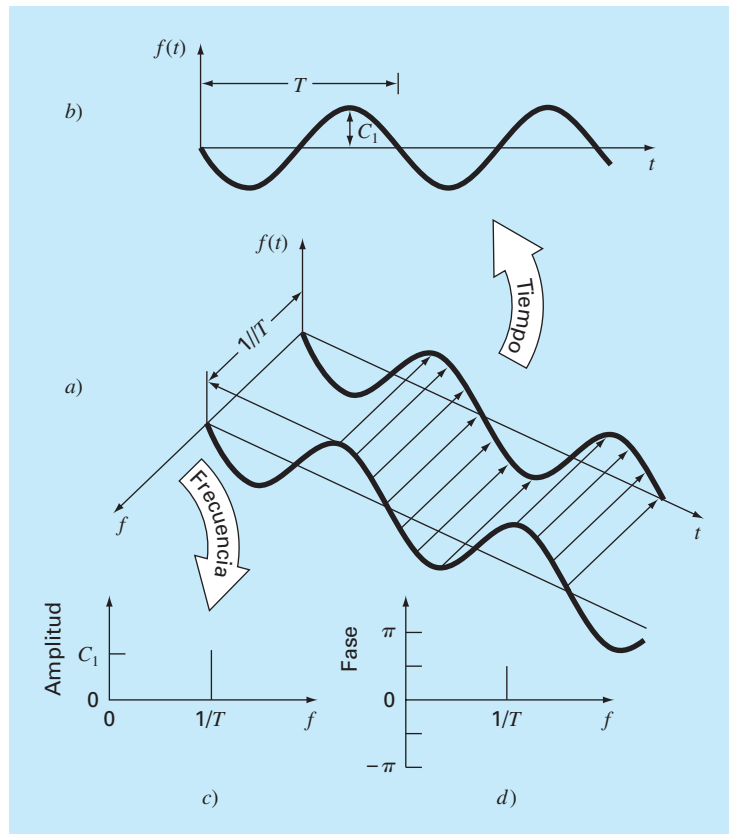 f(t)
T
b)
C₁
t
f(t)
Tiempo
1//T
a)
f
Frecuencia
t
Amplitud
C₁
0
0
1/T
f
Fase
π
0
−π
1/T
f
c)
d)